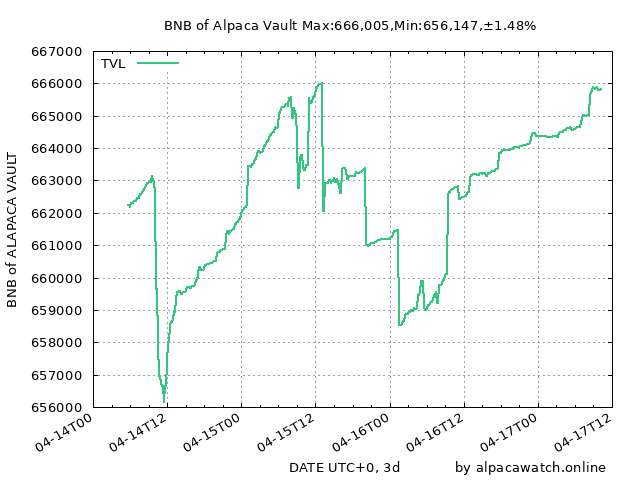 BNB of Alpaca Vault Max:666,005,Min:656,147,±1.48%
667000
666000
665000
664000
663000
662000
661000
660000
659000
658000
657000
656000
BNB of ALAPACA VAULT
TVL
04-14T00
04-14T12
04-15T00
04-15T12
04-16T00
04-16T12
04-17T00
04-17T12
DATE UTC+0, 3d
by alpacawatch.online